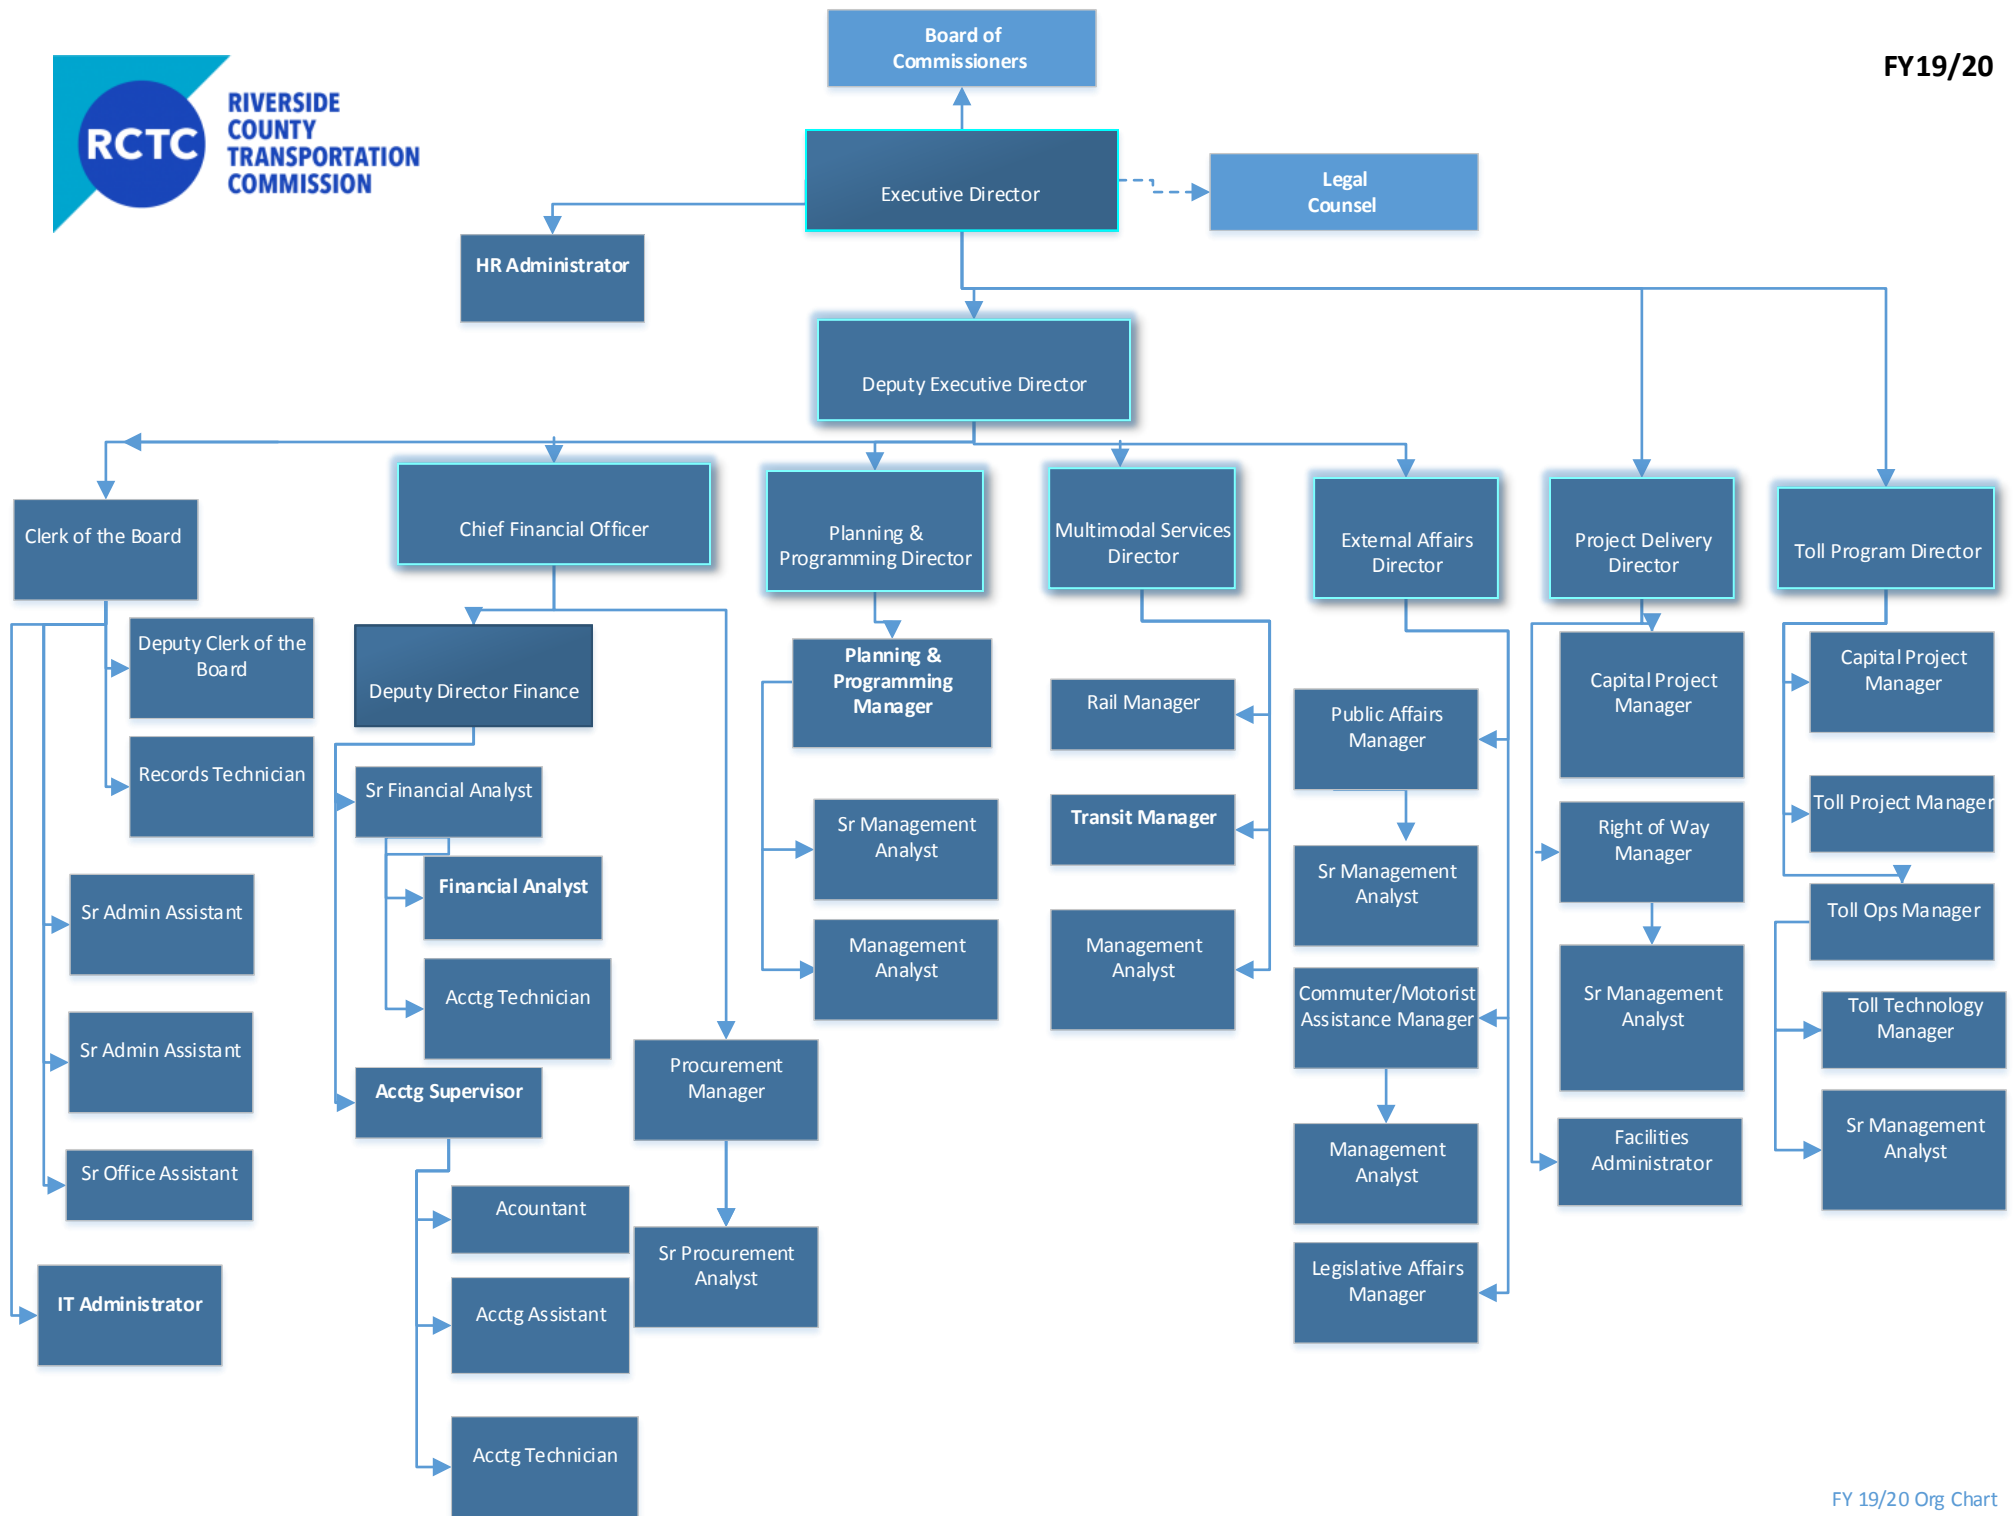 Board of
Commissioners
FY19/20
RCTC
RIVERSIDE
COUNTY
TRANSPORTATION
COMMISSION
Executive Director
Legal
Counsel
HR Administrator
Deputy Executive Director
Clerk of the Board
Chief Financial Officer
Planning &
Programming Director
Multimodal Services
Director
External Affairs
Director
Project Delivery
Director
Toll Program Director
Deputy Clerk of the
Board
Records Technician
Sr Admin Assistant
Sr Admin Assistant
Sr Office Assistant
IT Administrator
Deputy Director Finance
Sr Financial Analyst
Financial Analyst
Acctg Technician
Acctg Supervisor
Acountant
Acctg Assistant
Acctg Technician
Procurement
Manager
Sr Procurement
Analyst
Planning &
Programming
Manager
Sr Management
Analyst
Management
Analyst
Rail Manager
Transit Manager
Management
Analyst
Public Affairs
Manager
Sr Management
Analyst
Commuter/Motorist
Assistance Manager
Management
Analyst
Legislative Affairs
Manager
Capital Project
Manager
Right of Way
Manager
Sr Management
Analyst
Facilities
Administrator
Capital Project
Manager
Toll Project Manager
Toll Ops Manager
Toll Technology
Manager
Sr Management
Analyst
FY 19/20 Org Chart